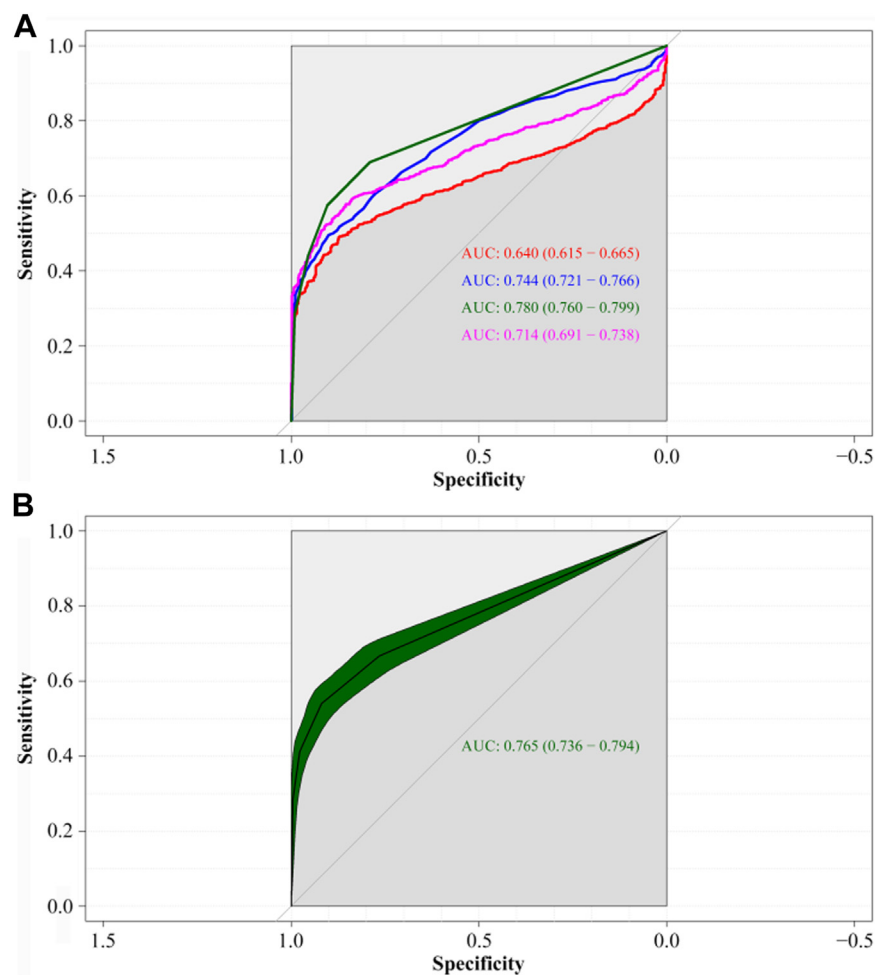 A
1.0
0.8
0.6
0.4
0.2
0.0
Sensitivity
AUC: 0.640 (0.615 − 0.665)
AUC: 0.744 (0.721 − 0.766)
AUC: 0.780 (0.760 − 0.799)
AUC: 0.714 (0.691 − 0.738)
1.5 1.0 0.5 0.0 −0.5
Specificity
B
1.0
0.8
0.6
0.4
0.2
0.0
Sensitivity
AUC: 0.765 (0.736 − 0.794)
1.5 1.0 0.5 0.0 −0.5
Specificity